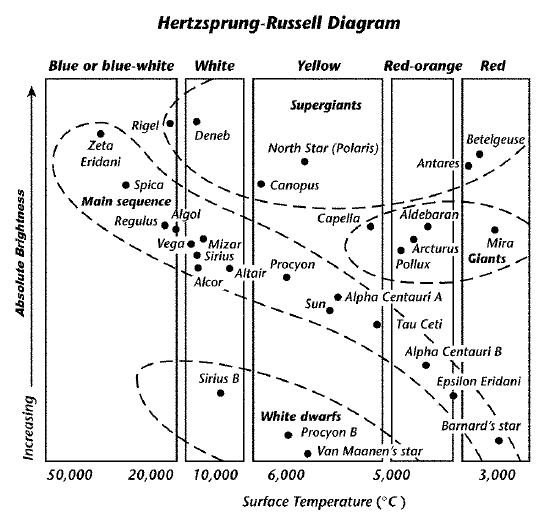 Hertzsprung-Russell Diagram
Blue or blue-white
White
Yellow
Red-orange
Red
Supergiants
Rigel
Deneb
Zeta
Eridani
North Star (Polaris)
Betelgeuse
Antares
Spica
Canopus
Main sequence
Regulus
Algol
Capella
Aldebaran
Vega
Mizar
Sirius
Arcturus
Mira
Pollux
Giants
Alcor
Altair
Procyon
Sun
Alpha Centauri A
Tau Ceti
Alpha Centauri B
Sirius B
Epsilon Eridani
White dwarfs
Procyon B
Barnard's star
Van Maanen's star
Increasing
Absolute Brightness
50,000
20,000
10,000
6,000
5,000
3,000
Surface Temperature (°C)